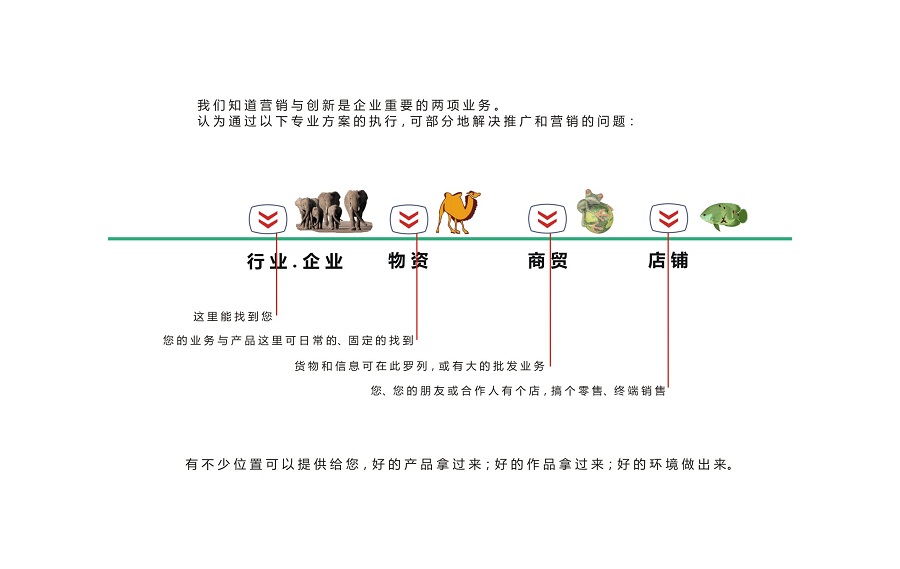 我们知道营销与创新是企业重要的两项业务。
认为通过以下专业方案的执行,可部分地解决推广和营销的问题:
行业.企业 物资 商贸 店铺
这里能找到您
您的业务与产品这里可日常的、固定的找到
货物和信息可在此罗列,或有大的批发业务
您、您的朋友或合作人有个店,搞个零售、终端销售
有不少位置可以提供给您,好的产品拿过来;好的作品拿过来;好的环境做出来。